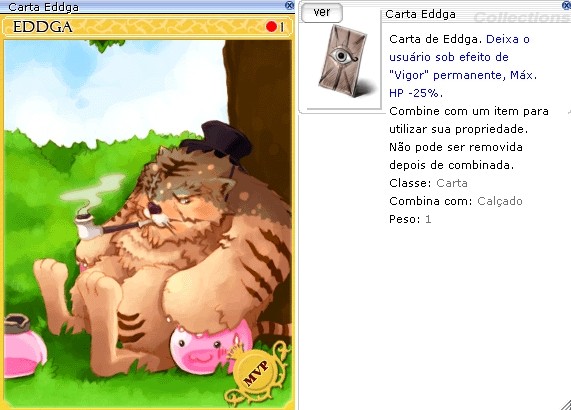 Carta Eddga
EDDGA
1
MVP
ver
Carta Eddga
Collections
Carta de Eddga. Deixa o
usuário sob efeito de
"Vigor" permanente, Máx.
HP -25%.
Combine com um item para
utilizar sua propriedade.
Não pode ser removida
depois de combinada.
Classe: Carta
Combina com: Calçado
Peso: 1